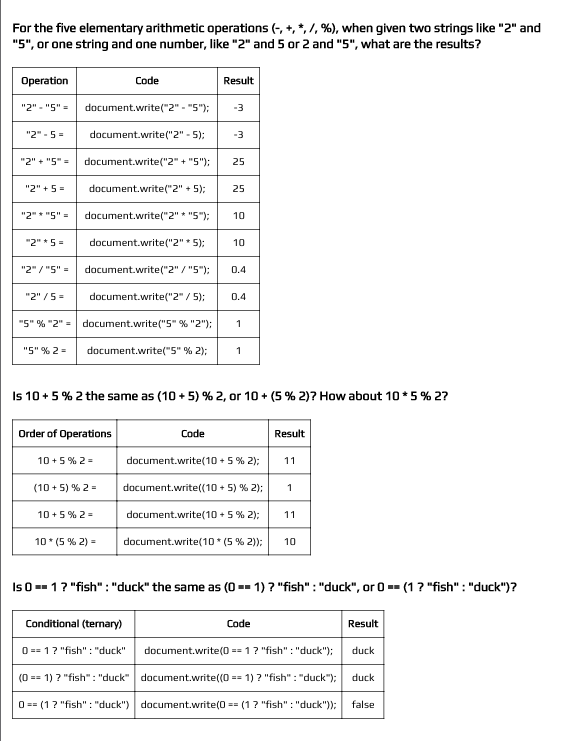 For the five elementary arithmetic operations (-, +, *, /, %), when given two strings like "2" and
"5", or one string and one number, like "2" and 5 or 2 and "5", what are the results?
Operation Code Result
"2" - "5" = document.write("2" - "5"); -3
"2" - 5 = document.write("2" - 5); -3
"2" + "5" = document.write("2" + "5"); 25
"2" + 5 = document.write("2" + 5); 25
"2" * "5" = document.write("2" * "5"); 10
"2" * 5 = document.write("2" * 5); 10
"2" / "5" = document.write("2" / "5"); 0.4
"2" / 5 = document.write("2" / 5); 0.4
"5" % "2" = document.write("5" % "2"); 1
"5" % 2 = document.write("5" % 2); 1
Is 10 + 5 % 2 the same as (10 + 5) % 2, or 10 + (5 % 2)? How about 10 * 5 % 2?
Order of Operations Code Result
10 + 5 % 2 = document.write(10 + 5 % 2); 11
(10 + 5) % 2 = document.write((10 + 5) % 2); 1
10 + 5 % 2 = document.write(10 + 5 % 2); 11
10 * (5 % 2) = document.write(10 * (5 % 2)); 10
Is 0 == 1 ? "fish" : "duck" the same as (0 == 1) ? "fish" : "duck", or 0 == (1 ? "fish" : "duck")?
Conditional (ternary) Code Result
0 == 1 ? "fish" : "duck" document.write(0 == 1 ? "fish" : "duck"); duck
(0 == 1) ? "fish" : "duck" document.write((0 == 1) ? "fish" : "duck"); duck
0 == (1 ? "fish" : "duck") document.write(0 == (1 ? "fish" : "duck")); false